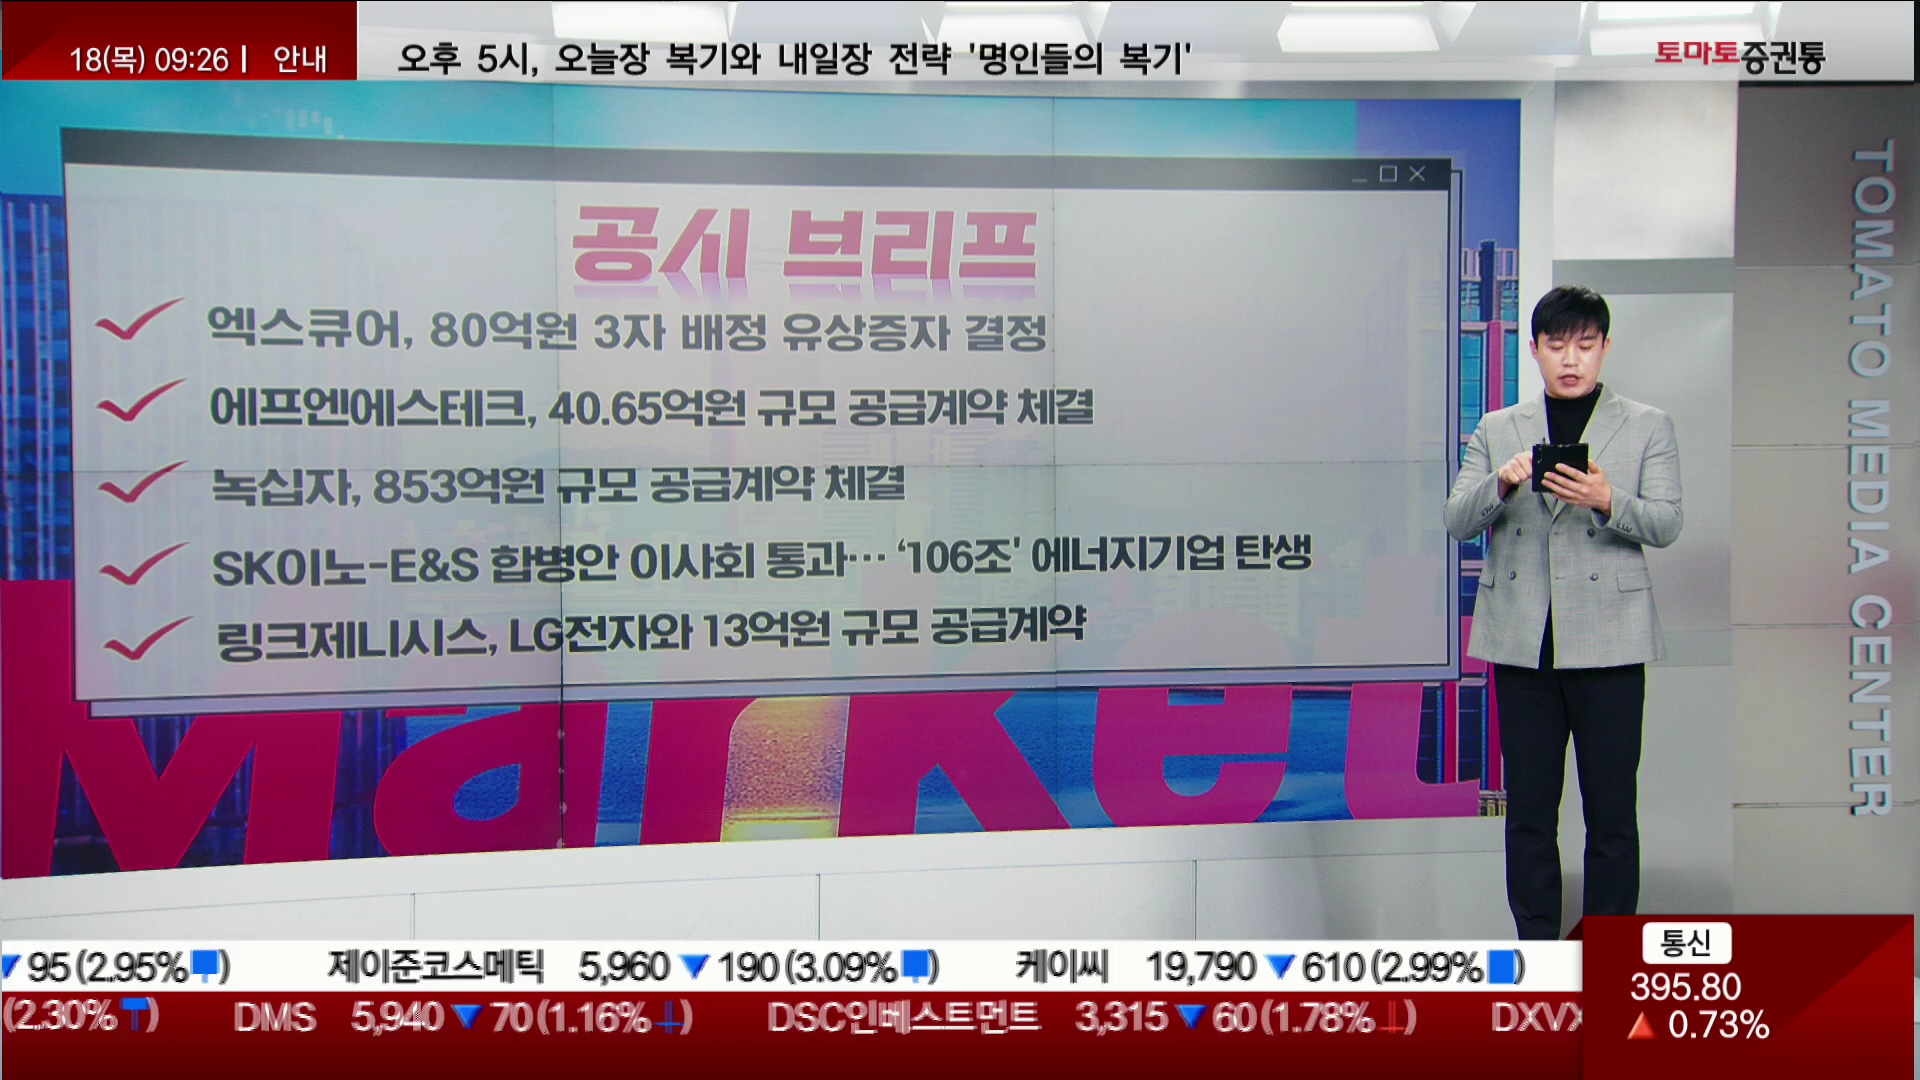 18(목) 09:26 | 안내
오후 5시, 오늘장 복기와 내일장 전략 '명인들의 복기'
토마토증권통
공시 브리프
엑스큐어, 80억원 3자 배정 유상증자 결정
에프엔에스테크, 40.65억원 규모 공급계약 체결
녹십자, 853억원 규모 공급계약 체결
SK이노-E&S 합병안 이사회 통과… ‘106조’ 에너지기업 탄생
링크제니시스, LG전자와 13억원 규모 공급계약
Market
TOMATO MEDIA CENTER
▼ 95 (2.95% ) 제이준코스메틱 5,960 ▼ 190 (3.09% ) 케이씨 19,790 ▼ 610 (2.99% )
(2.30% ) DMS 5,940 ▼ 70 (1.16% ↓) DSC인베스트먼트 3,315 ▼ 60 (1.78% ) DXVX
통신
395.80
▲ 0.73%